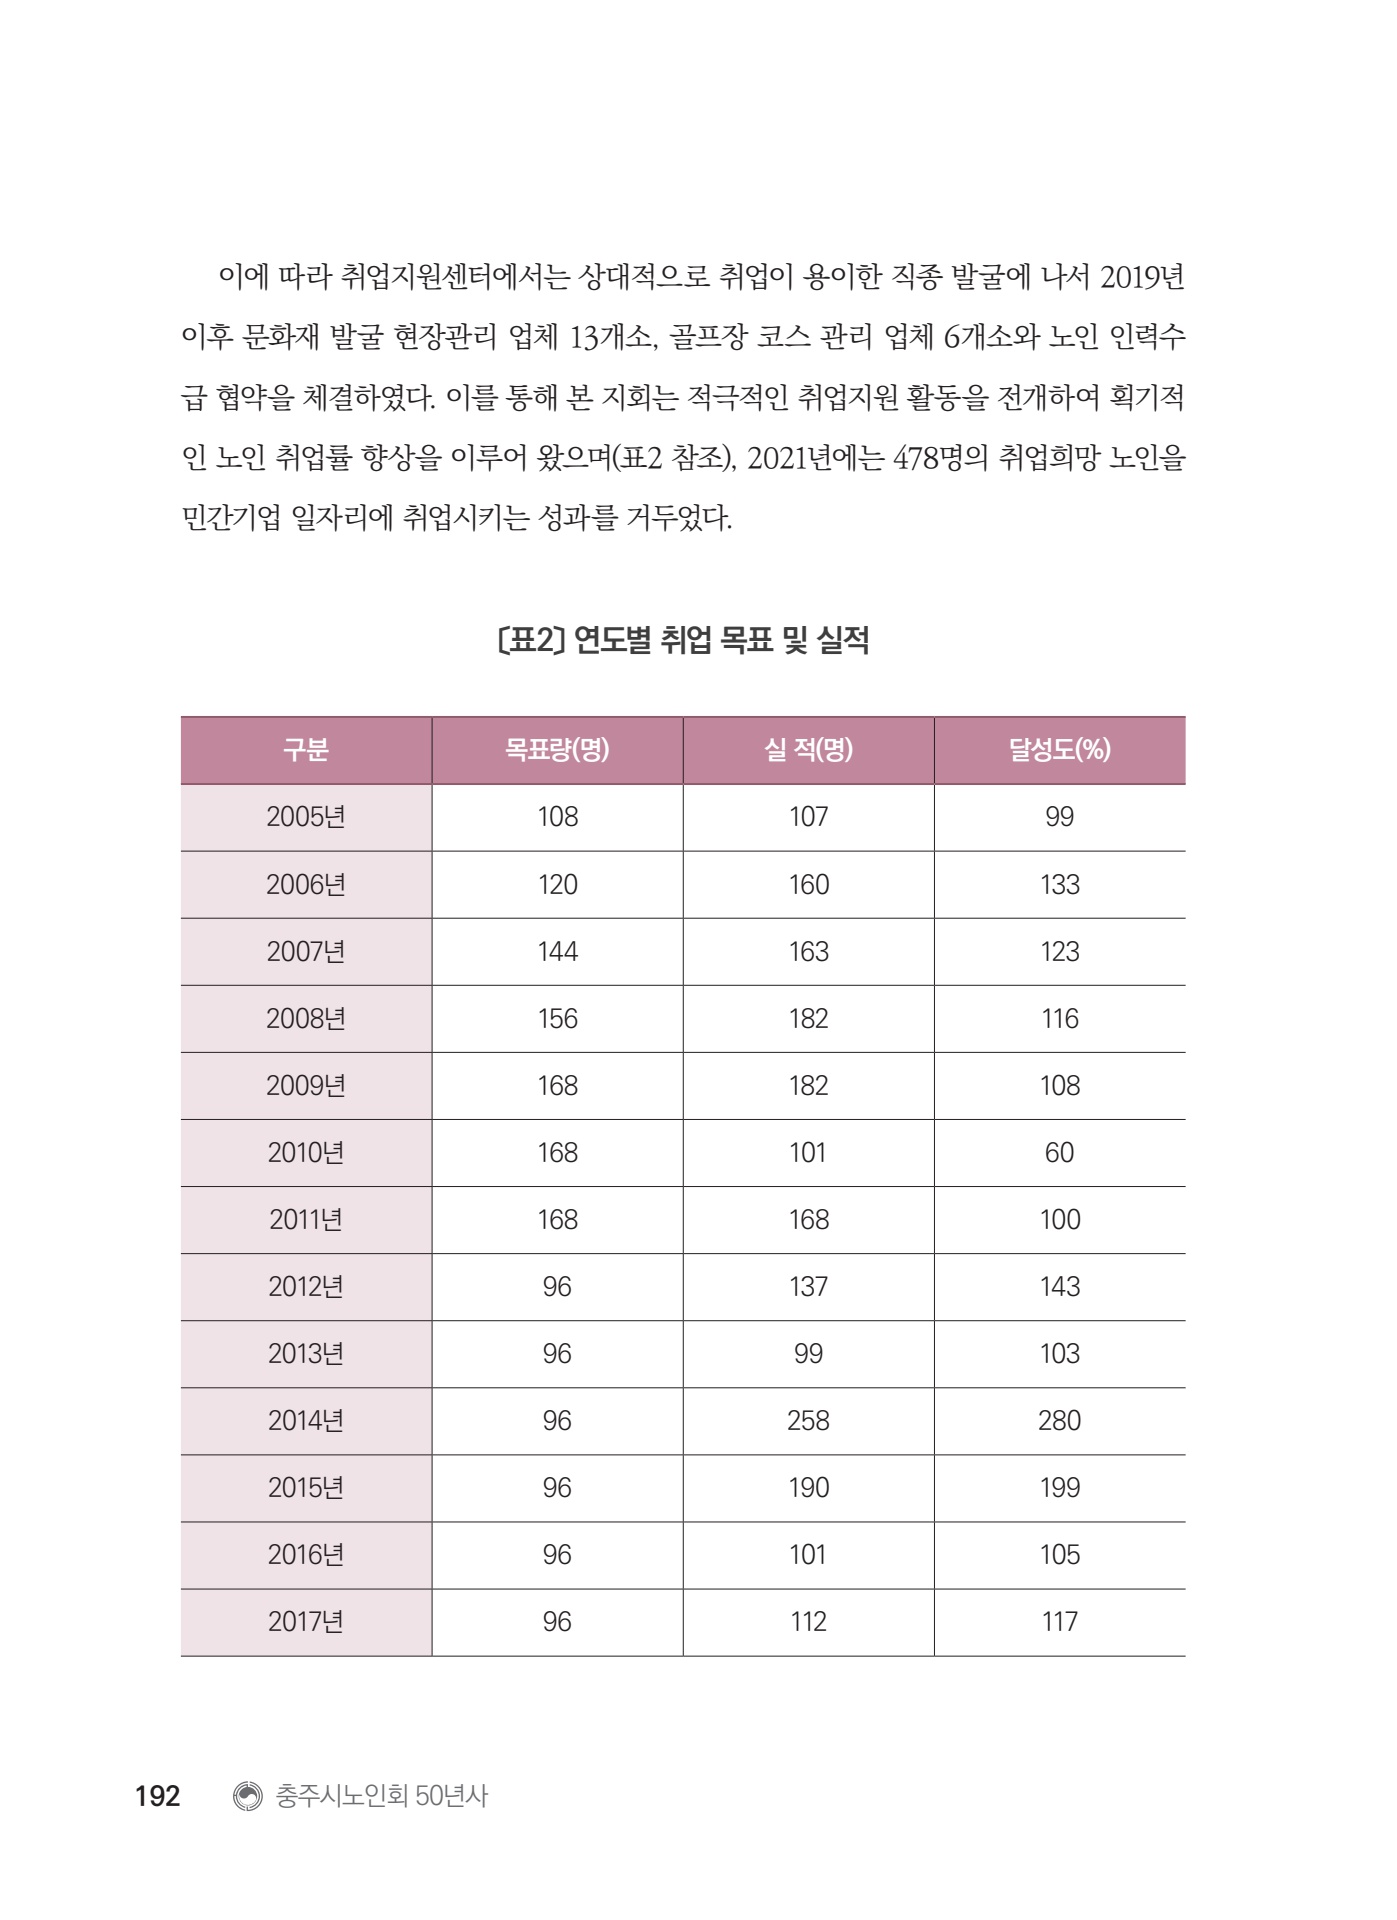 이에 따라 취업지원센터에서는 상대적으로 취업이 용이한 직종 발굴에 나서 2019년
이후 문화재 발굴 현장관리 업체 13개소, 골프장 코스 관리 업체 6개소와 노인 인력수
급 협약을 체결하였다. 이를 통해 본 지회는 적극적인 취업지원 활동을 전개하여 획기적
인 노인 취업률 향상을 이루어 왔으며(표2 참조), 2021년에는 478명의 취업희망 노인을
민간기업 일자리에 취업시키는 성과를 거두었다.
〔표2〕 연도별 취업 목표 및 실적
구분 목표량(명) 실 적(명) 달성도(%)
2005년 108 107 99
2006년 120 160 133
2007년 144 163 123
2008년 156 182 116
2009년 168 182 108
2010년 168 101 60
2011년 168 168 100
2012년 96 137 143
2013년 96 99 103
2014년 96 258 280
2015년 96 190 199
2016년 96 101 105
2017년 96 112 117
192 충주시노인회 50년사